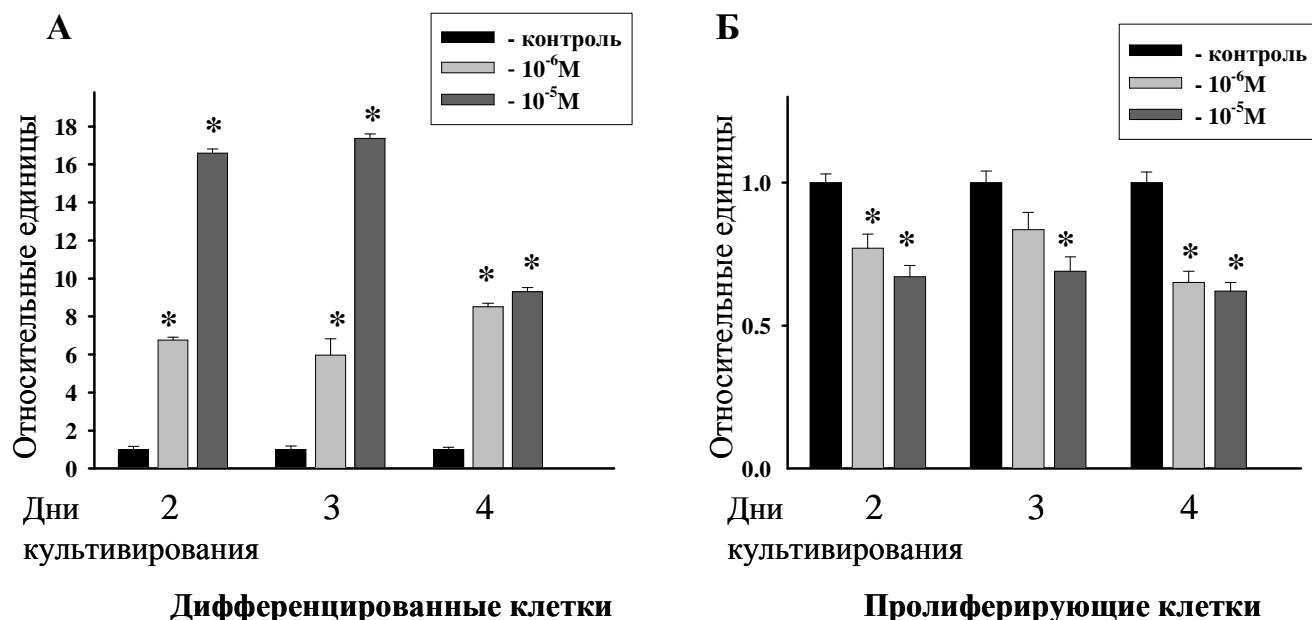 А
- контроль
- 10⁻⁶М
- 10⁻⁵М
Относительные единицы
18
16
14
12
10
8
6
4
2
0
* * * * * *
Дни 2 3 4
культивирования
Дифференцированные клетки
Б
- контроль
- 10⁻⁶М
- 10⁻⁵М
Относительные единицы
1.0
0.5
0.0
* * * * *
Дни 2 3 4
культивирования
Пролиферирующие клетки